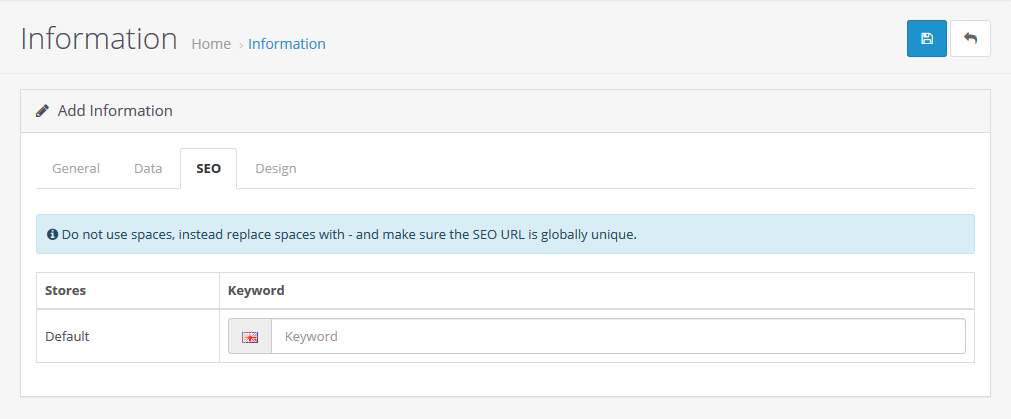 Information Home › Information
Add Information
General Data SEO Design
Do not use spaces, instead replace spaces with - and make sure the SEO URL is globally unique.
Stores Keyword
Default Keyword